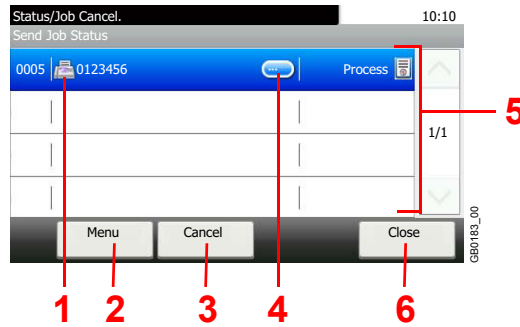 Status/Job Cancel. 10:10
Send Job Status
0005 0123456 Process
5
1/1
Menu Cancel Close
GB0183_00
1 2 3 4 6